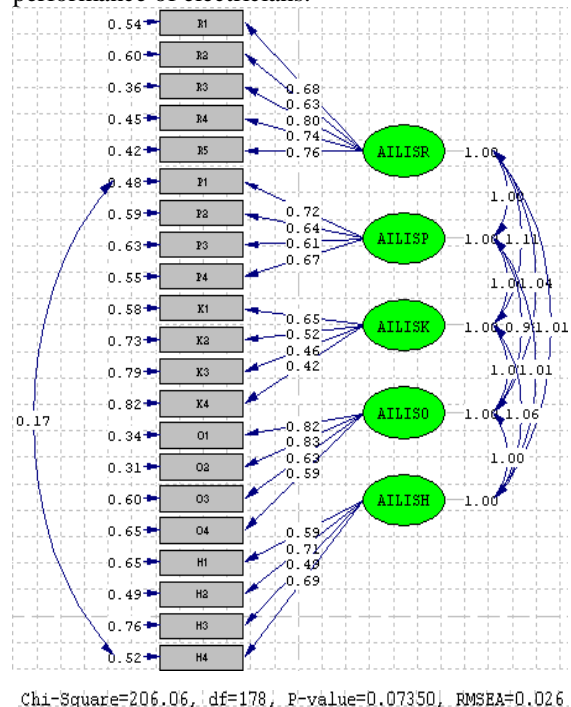 performance of electricians.
0.54 R1
0.60 R2
0.36 R3
0.45 R4
0.42 R5
0.48 P1
0.59 P2
0.63 P3
0.55 P4
0.58 K1
0.73 K2
0.79 K3
0.82 K4
0.34 O1
0.31 O2
0.60 O3
0.65 O4
0.65 H1
0.49 H2
0.76 H3
0.52 H4
0.17
0.68
0.63
0.80
0.74
0.76
0.72
0.64
0.61
0.67
0.65
0.52
0.46
0.42
0.82
0.83
0.63
0.59
0.59
0.71
0.49
0.69
AILISR 1.00
AILISP 1.00
AILISK 1.00
AILISO 1.00
AILISH 1.00
1.11
1.04
1.01
1.01
1.06
1.00
Chi-Square=206.06, df=178, P-value=0.07350, RMSEA=0.026